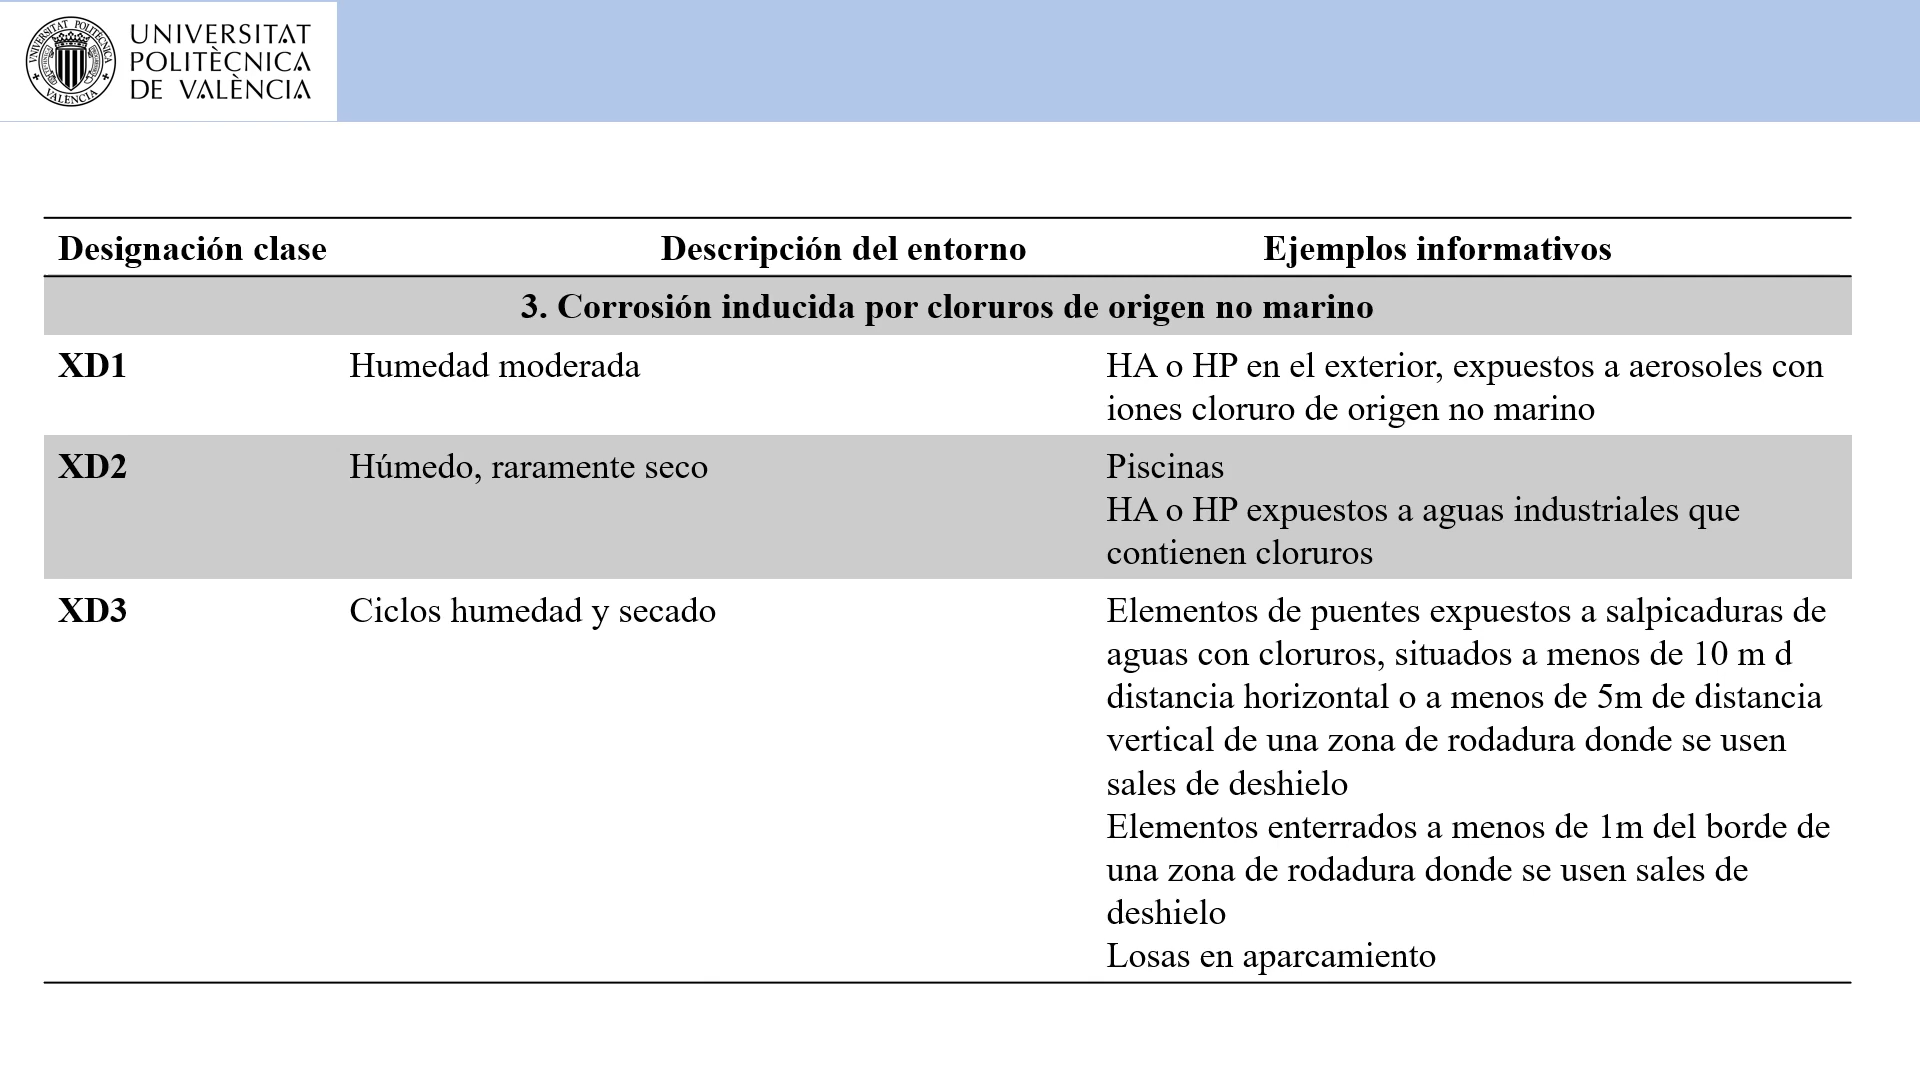 UNIVERSITAT
POLITÈCNICA
DE VALÈNCIA
Designación clase Descripción del entorno Ejemplos informativos
3. Corrosión inducida por cloruros de origen no marino
XD1 Humedad moderada HA o HP en el exterior, expuestos a aerosoles con
iones cloruro de origen no marino
XD2 Húmedo, raramente seco Piscinas
HA o HP expuestos a aguas industriales que
contienen cloruros
XD3 Ciclos humedad y secado Elementos de puentes expuestos a salpicaduras de
aguas con cloruros, situados a menos de 10 m d
distancia horizontal o a menos de 5m de distancia
vertical de una zona de rodadura donde se usen
sales de deshielo
Elementos enterrados a menos de 1m del borde de
una zona de rodadura donde se usen sales de
deshielo
Losas en aparcamiento